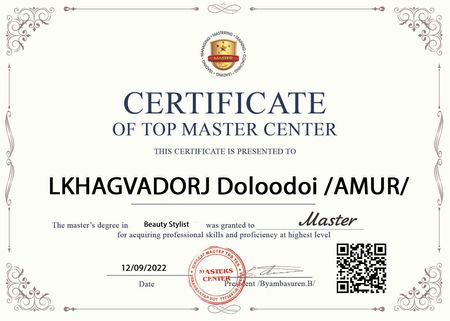 MASTER
CERTIFICATE
OF TOP MASTER CENTER
THIS CERTIFICATE IS PRESENTED TO
LKHAGVADORJ Doloodoi /AMUR/
The master's degree in Beauty Stylist was granted to Master
for acquiring professional skills and proficiency at highest level
12/09/2022
Date
MASTERS
CENTER
President /Byambasuren.B/